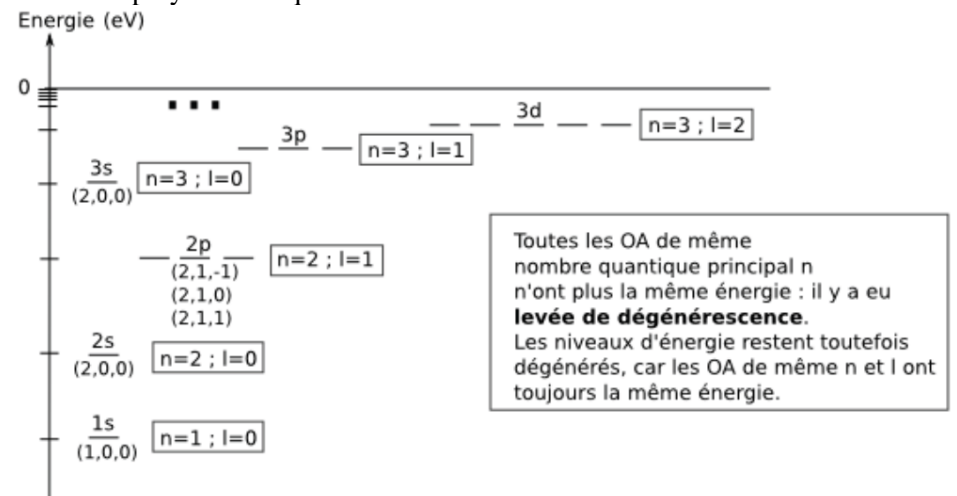 Energie (eV)
0
3d
n=3 ; l=2
3p
n=3 ; l=1
3s
(2,0,0)
n=3 ; l=0
2p
(2,1,-1)
(2,1,0)
(2,1,1)
n=2 ; l=1
2s
(2,0,0)
n=2 ; l=0
1s
(1,0,0)
n=1 ; l=0
Toutes les OA de même
nombre quantique principal n
n'ont plus la même énergie : il y a eu
levée de dégénérescence.
Les niveaux d'énergie restent toutefois
dégénérés, car les OA de même n et l ont
toujours la même énergie.